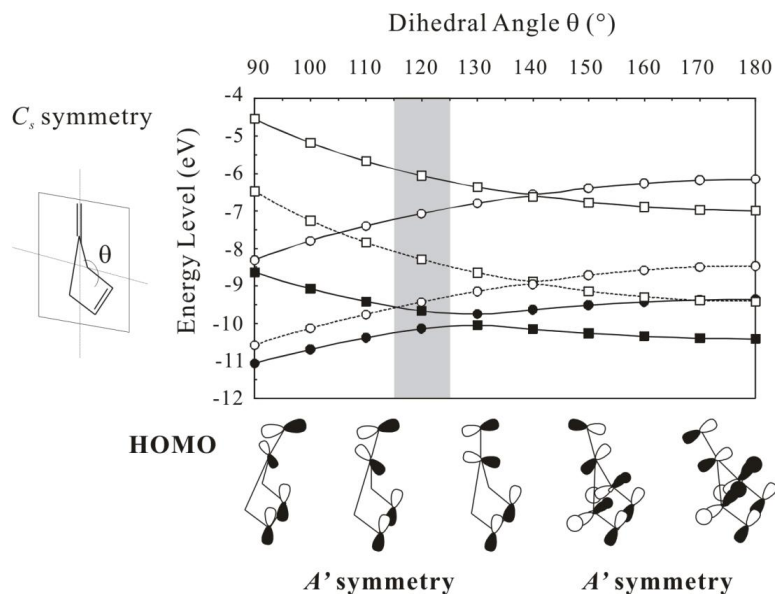 Dihedral Angle θ (°)
90 100 110 120 130 140 150 160 170 180
C_s symmetry
θ
Energy Level (eV)
-4
-5
-6
-7
-8
-9
-10
-11
-12
HOMO
A’ symmetry A’ symmetry